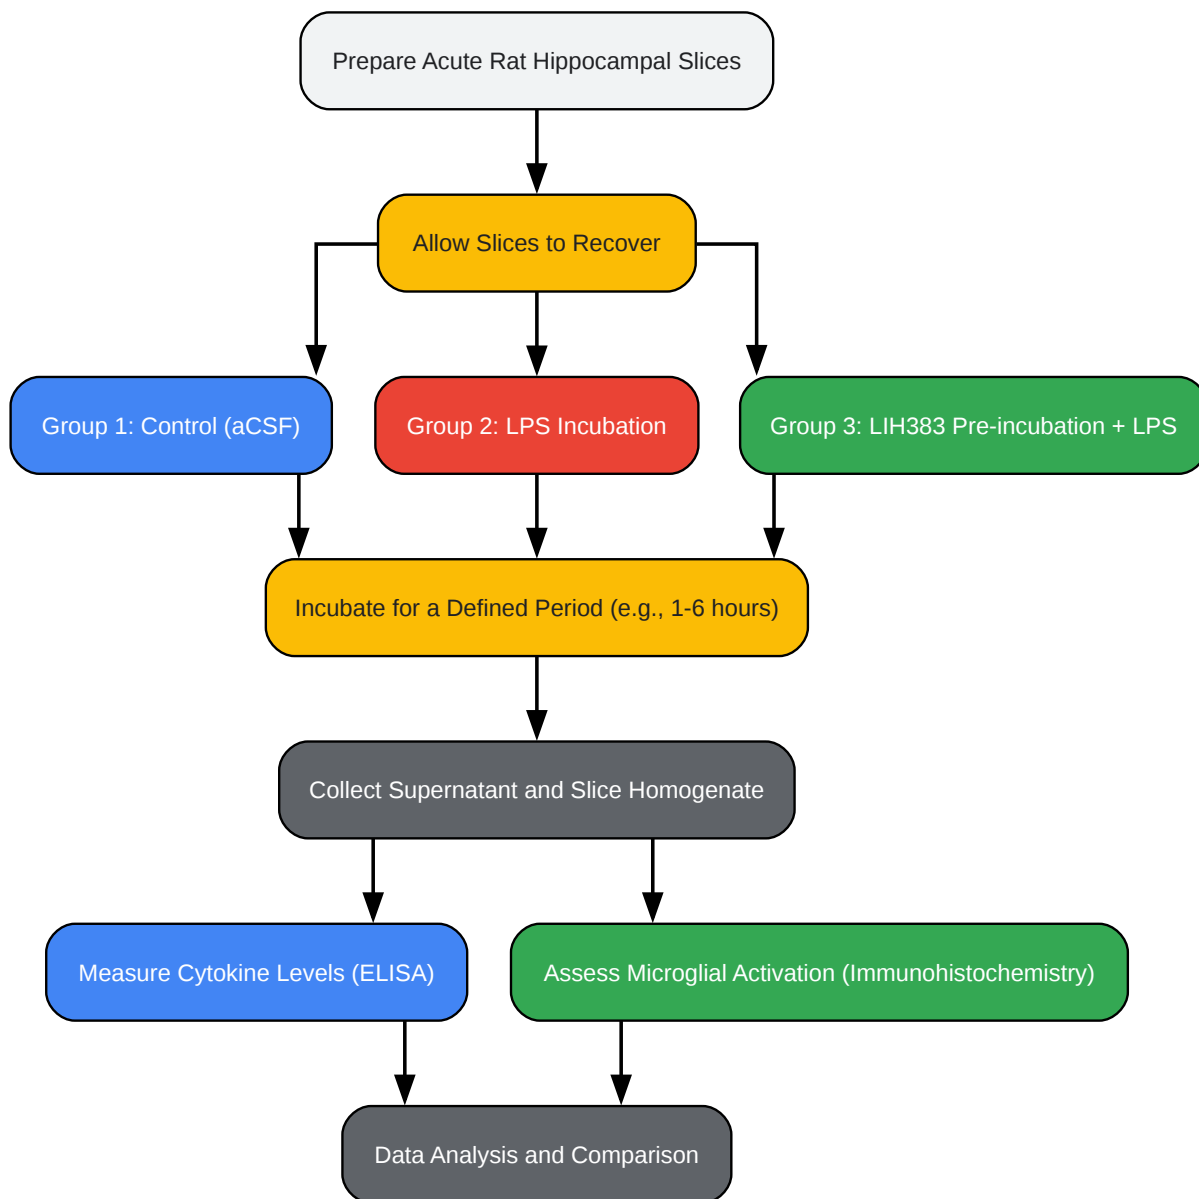 Prepare Acute Rat Hippocampal Slices
Allow Slices to Recover
Group 1: Control (aCSF)
Group 2: LPS Incubation
Group 3: LIH383 Pre-incubation + LPS
Incubate for a Defined Period (e.g., 1-6 hours)
Collect Supernatant and Slice Homogenate
Measure Cytokine Levels (ELISA)
Assess Microglial Activation (Immunohistochemistry)
Data Analysis and Comparison